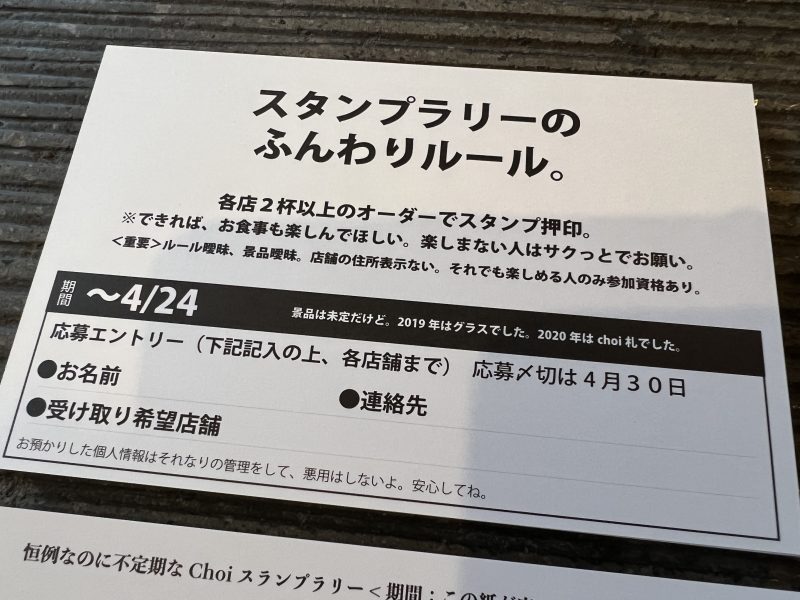 スタンプラリーの
ふんわりルール。
各店２杯以上のオーダーでスタンプ押印。
※できれば、お食事も楽しんでほしい。楽しまない人はサクっとでお願い。
＜重要＞ルール曖昧、景品曖昧。店舗の住所表示ない。それでも楽しめる人のみ参加資格あり。
期間 〜4/24 景品は未定だけど。2019 年はグラスでした。2020 年は choi 札でした。
応募エントリー（下記記入の上、各店舗まで） 応募〆切は４月３０日
●お名前 ●連絡先
●受け取り希望店舗
お預かりした個人情報はそれなりの管理をして、悪用はしないよ。安心してね。
恒例なのに不定期な Choi スランプラリー＜期間：この紙が